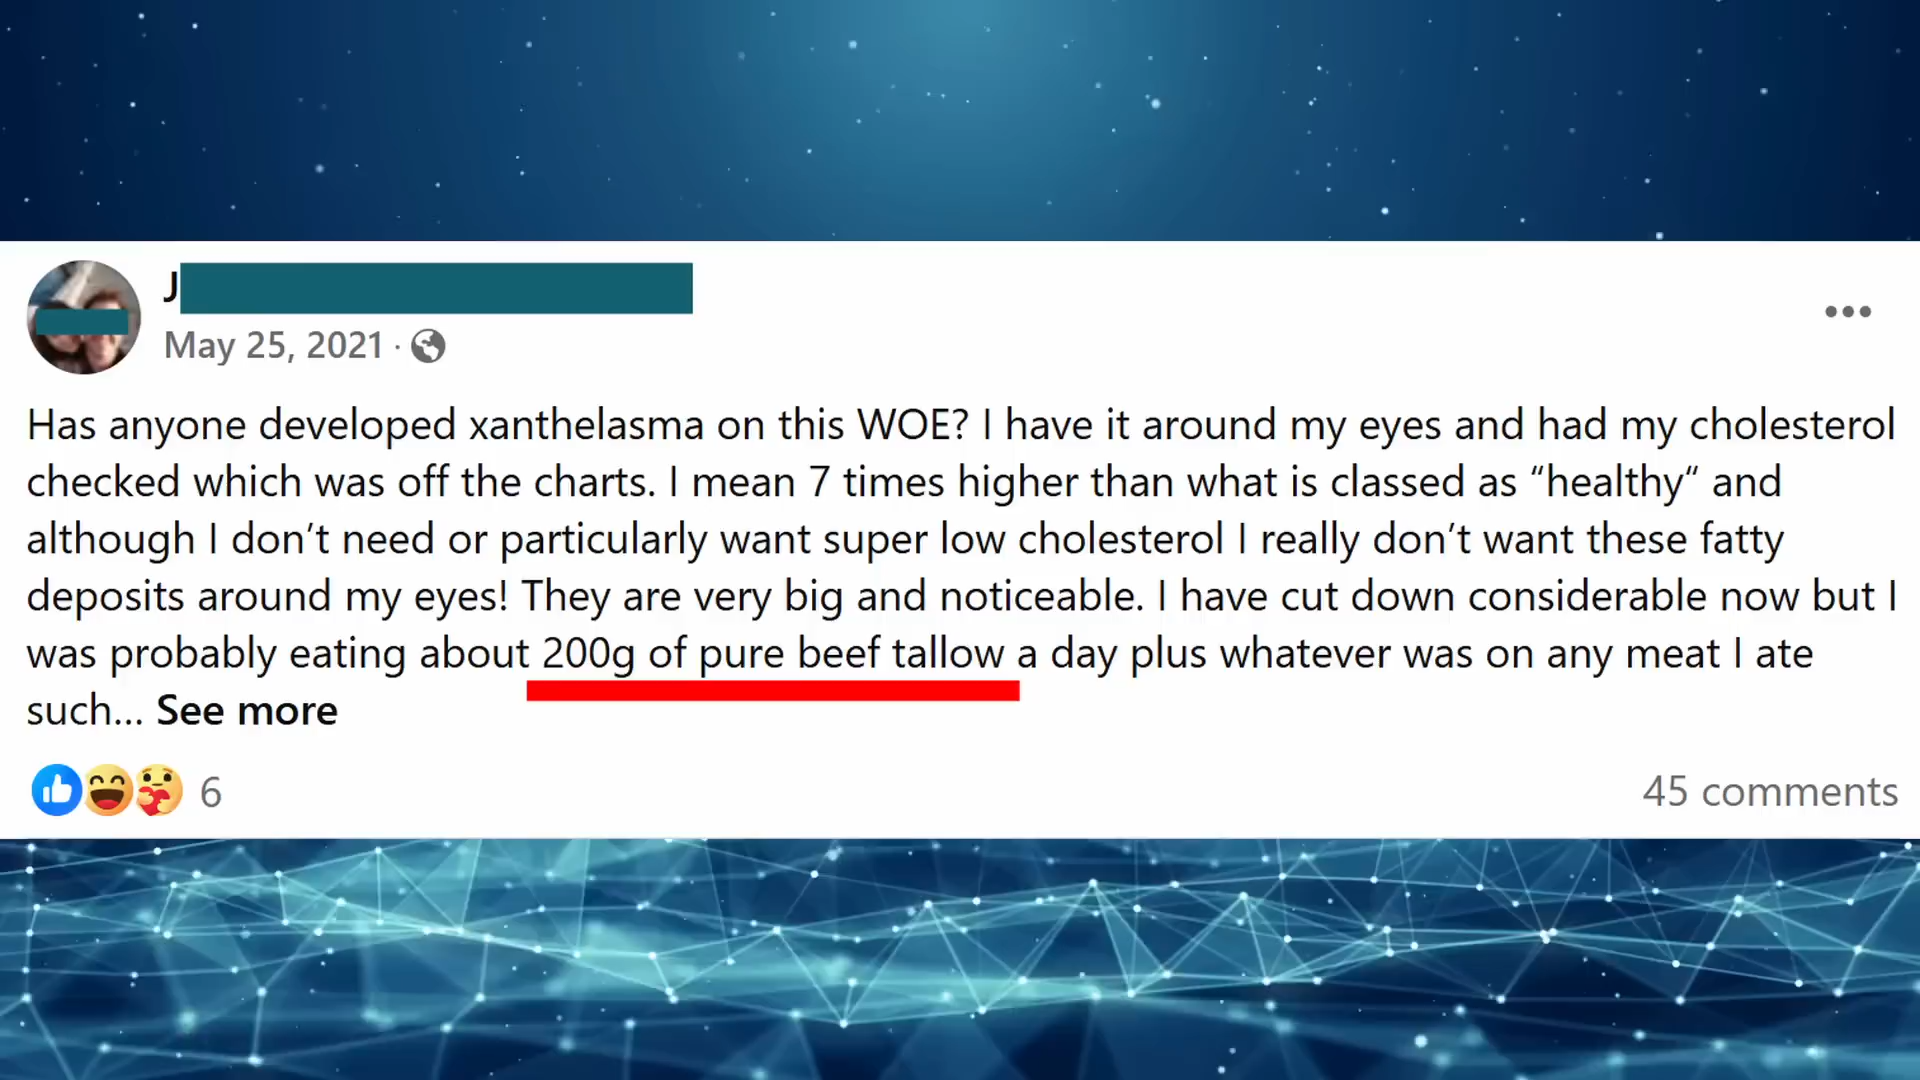 J
May 25, 2021 ·
Has anyone developed xanthelasma on this WOE? I have it around my eyes and had my cholesterol
checked which was off the charts. I mean 7 times higher than what is classed as “healthy“ and
although I don’t need or particularly want super low cholesterol I really don’t want these fatty
deposits around my eyes! They are very big and noticeable. I have cut down considerable now but I
was probably eating about 200g of pure beef tallow a day plus whatever was on any meat I ate
such... See more
6
45 comments